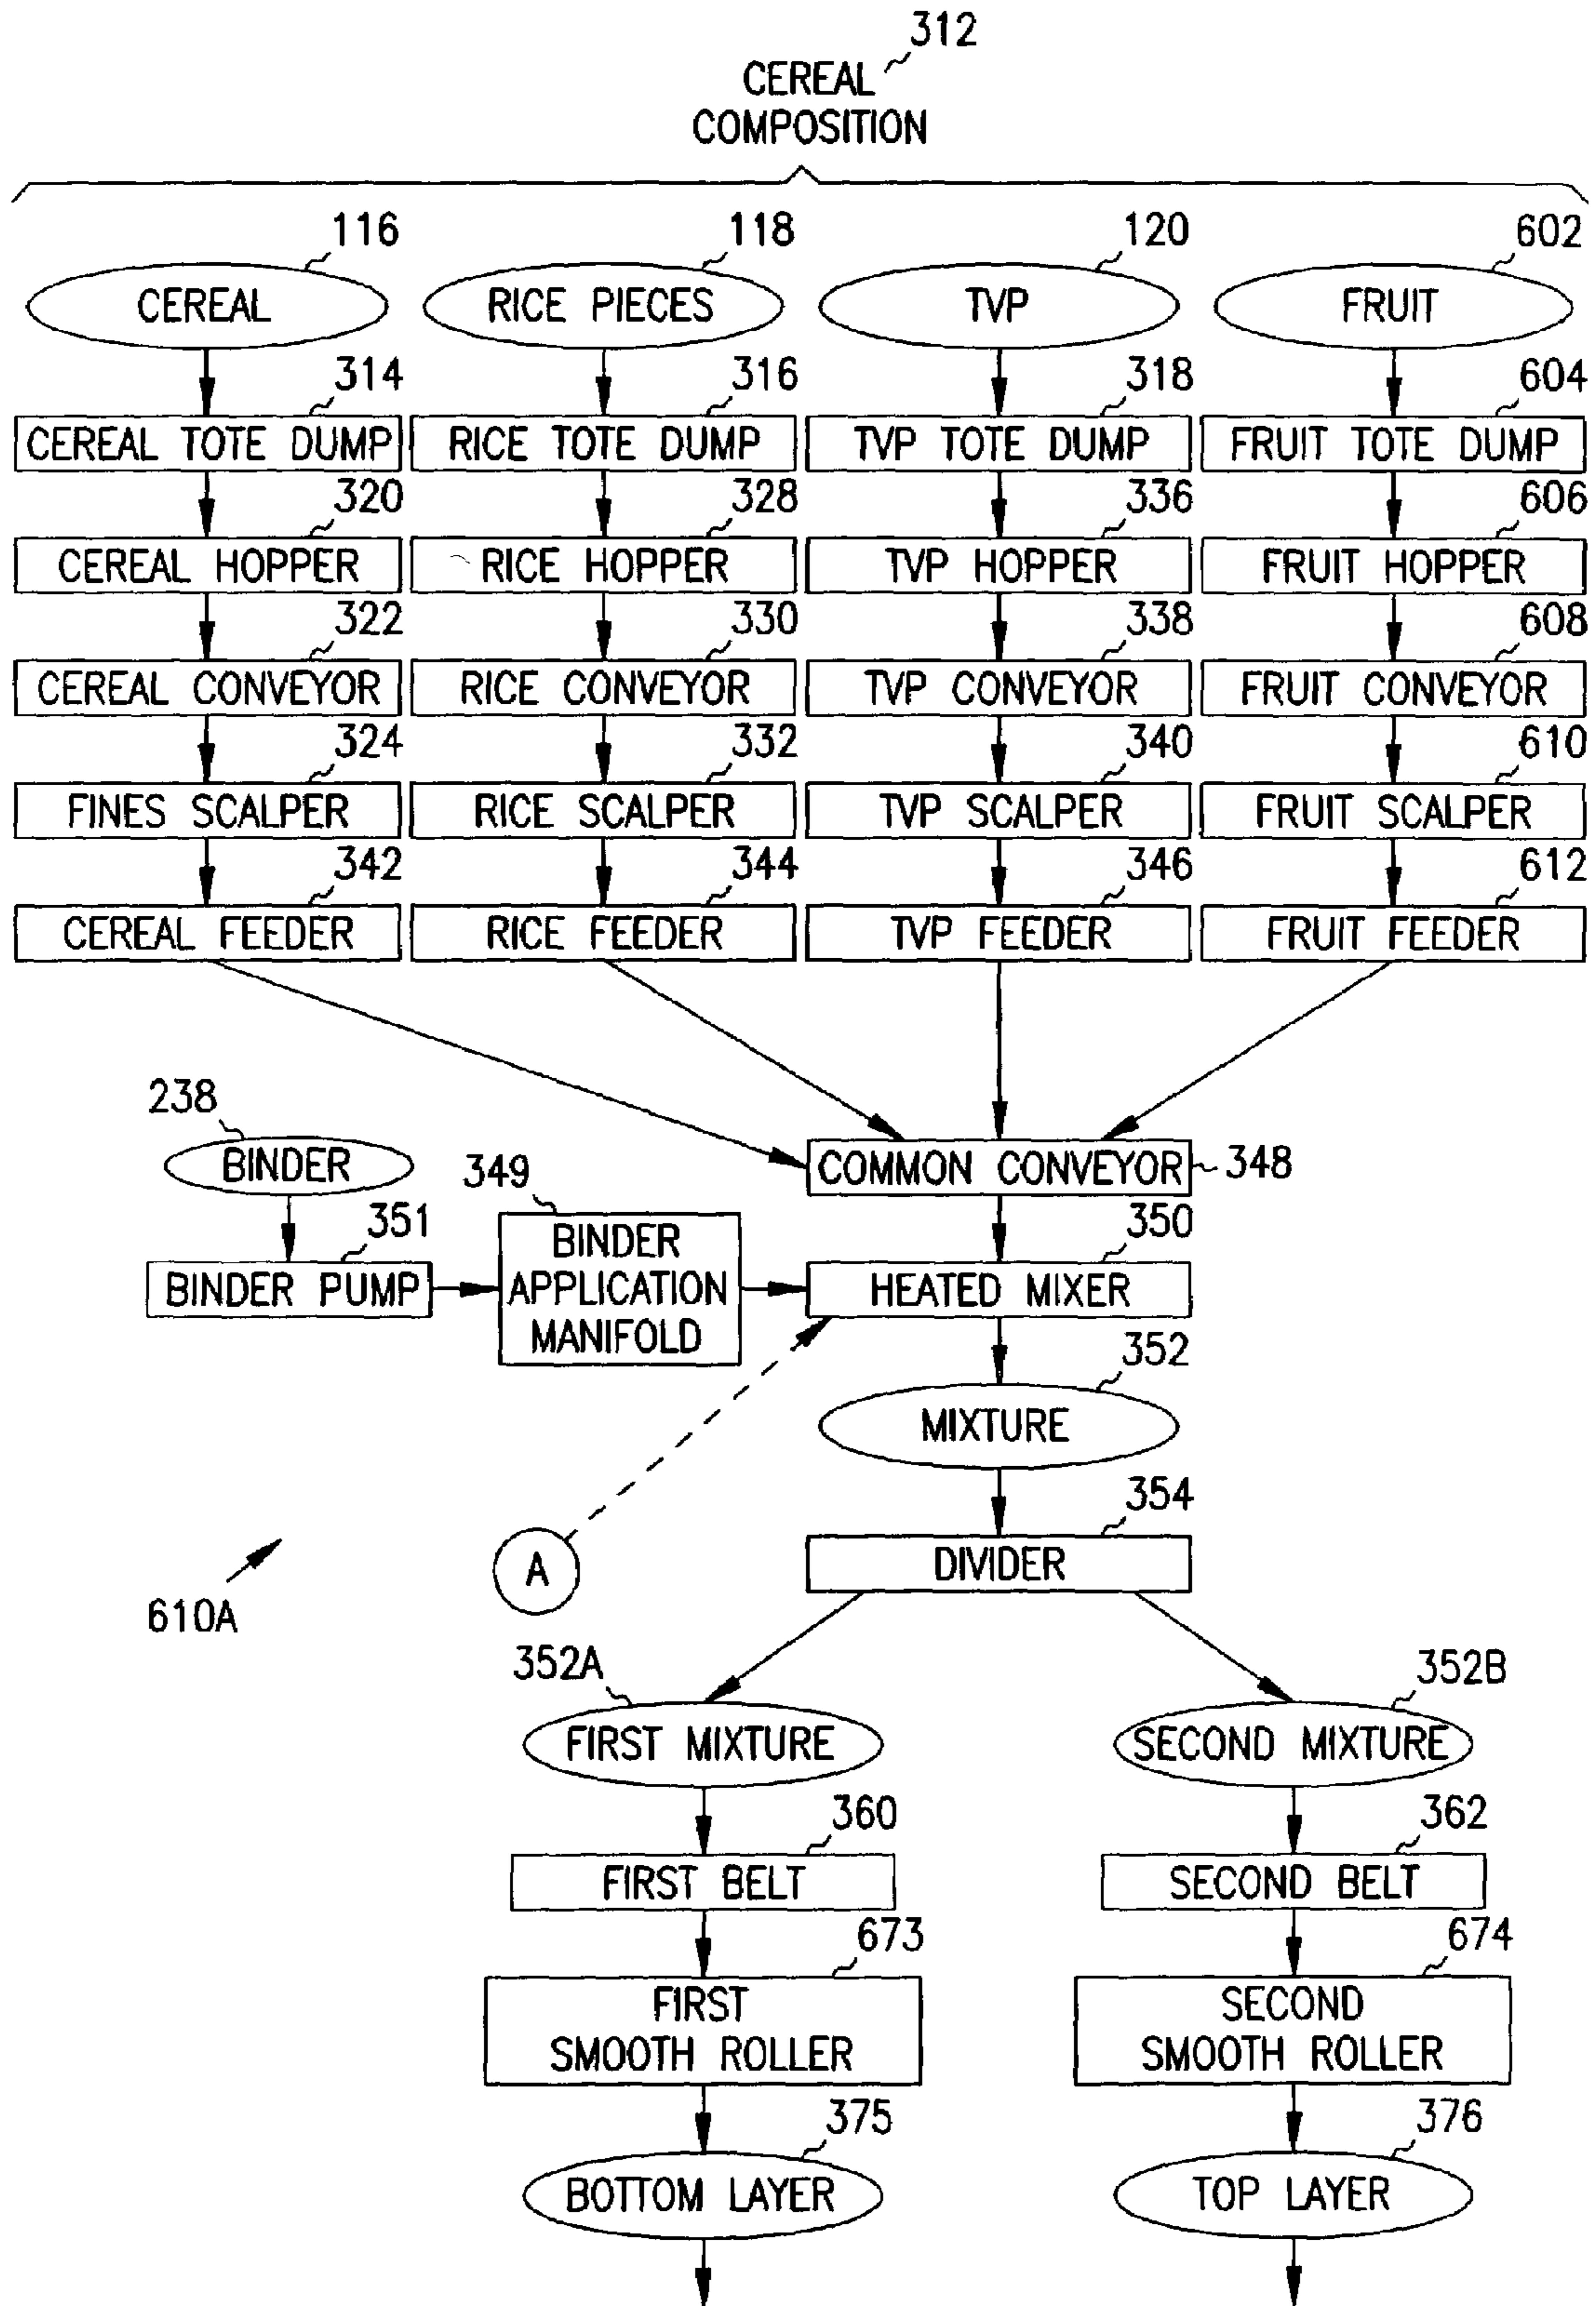 312
CEREAL
COMPOSITION
116 118 120 602
CEREAL RICE PIECES TVP FRUIT
314 316 318 604
CEREAL TOTE DUMP RICE TOTE DUMP TVP TOTE DUMP FRUIT TOTE DUMP
320 328 336 606
CEREAL HOPPER RICE HOPPER TVP HOPPER FRUIT HOPPER
322 330 338 608
CEREAL CONVEYOR RICE CONVEYOR TVP CONVEYOR FRUIT CONVEYOR
324 332 340 610
FINES SCALPER RICE SCALPER TVP SCALPER FRUIT SCALPER
342 344 346 612
CEREAL FEEDER RICE FEEDER TVP FEEDER FRUIT FEEDER
238
BINDER
349
COMMON CONVEYOR 348
351
BINDER PUMP
BINDER
APPLICATION
MANIFOLD
350
HEATED MIXER
352
MIXTURE
354
DIVIDER
A
610A
352A 352B
FIRST MIXTURE SECOND MIXTURE
360 362
FIRST BELT SECOND BELT
673 674
FIRST
SMOOTH ROLLER
SECOND
SMOOTH ROLLER
375 376
BOTTOM LAYER TOP LAYER